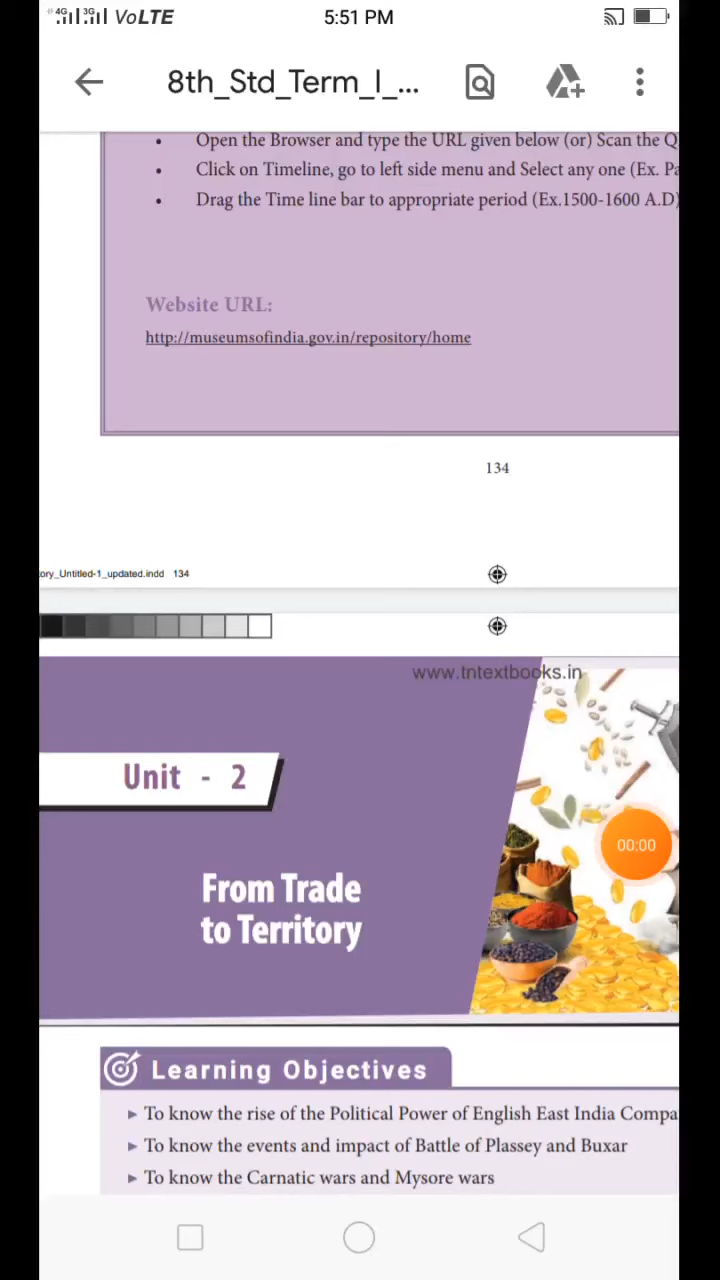 4G 3G VoLTE 5:51 PM
8th_Std_Term_I_...
• Open the Browser and type the URL given below (or) Scan the Q
• Click on Timeline, go to left side menu and Select any one (Ex. Pa
• Drag the Time line bar to appropriate period (Ex.1500-1600 A.D)
Website URL:
http://museumsofindia.gov.in/repository/home
134
ory_Untitled-1_updated.indd 134
www.tntextbooks.in
Unit - 2
00:00
From Trade
to Territory
Learning Objectives
► To know the rise of the Political Power of English East India Compa
► To know the events and impact of Battle of Plassey and Buxar
► To know the Carnatic wars and Mysore wars